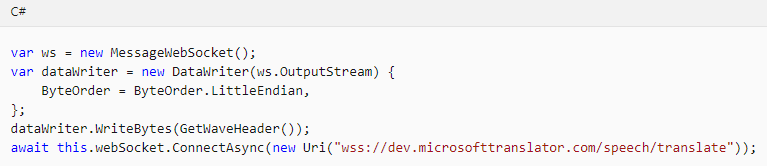 C#
var ws = new MessageWebSocket();
var dataWriter = new DataWriter(ws.OutputStream) {
    ByteOrder = ByteOrder.LittleEndian,
};
dataWriter.WriteBytes(GetWaveHeader());
await this.webSocket.ConnectAsync(new Uri("wss://dev.microsofttranslator.com/speech/translate"));